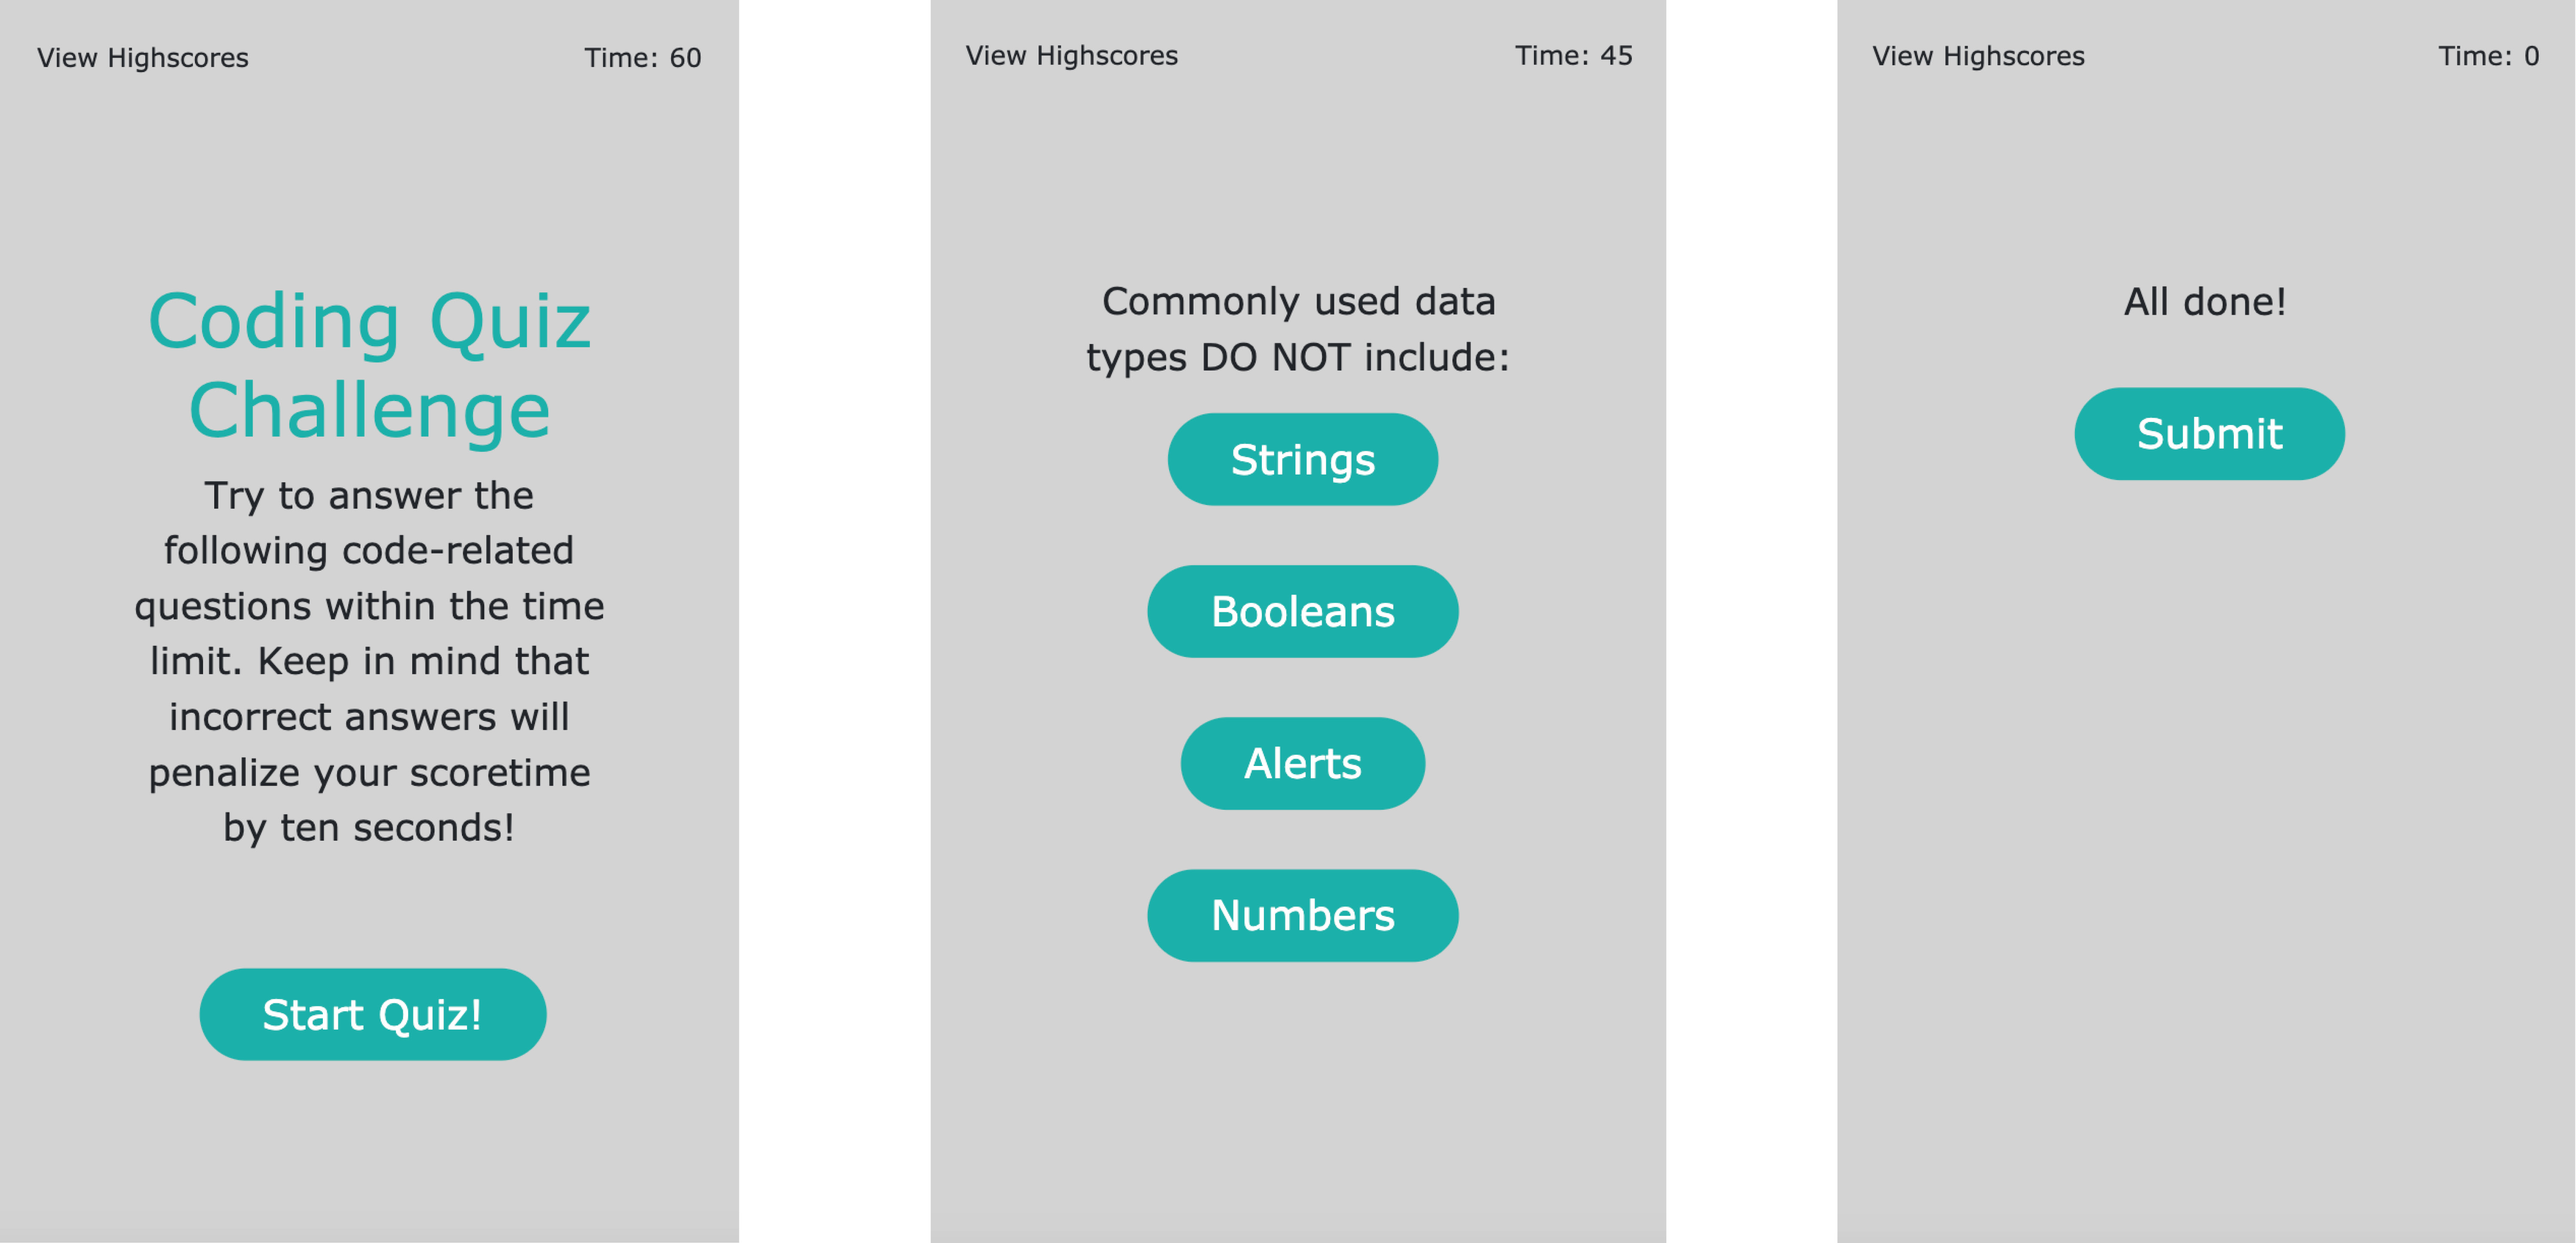 View Highscores
Time: 60
Coding Quiz
Challenge
Try to answer the
following code-related
questions within the time
limit. Keep in mind that
incorrect answers will
penalize your scoretime
by ten seconds!
Start Quiz!
View Highscores
Time: 45
Commonly used data
types DO NOT include:
Strings
Booleans
Alerts
Numbers
View Highscores
Time: 0
All done!
Submit